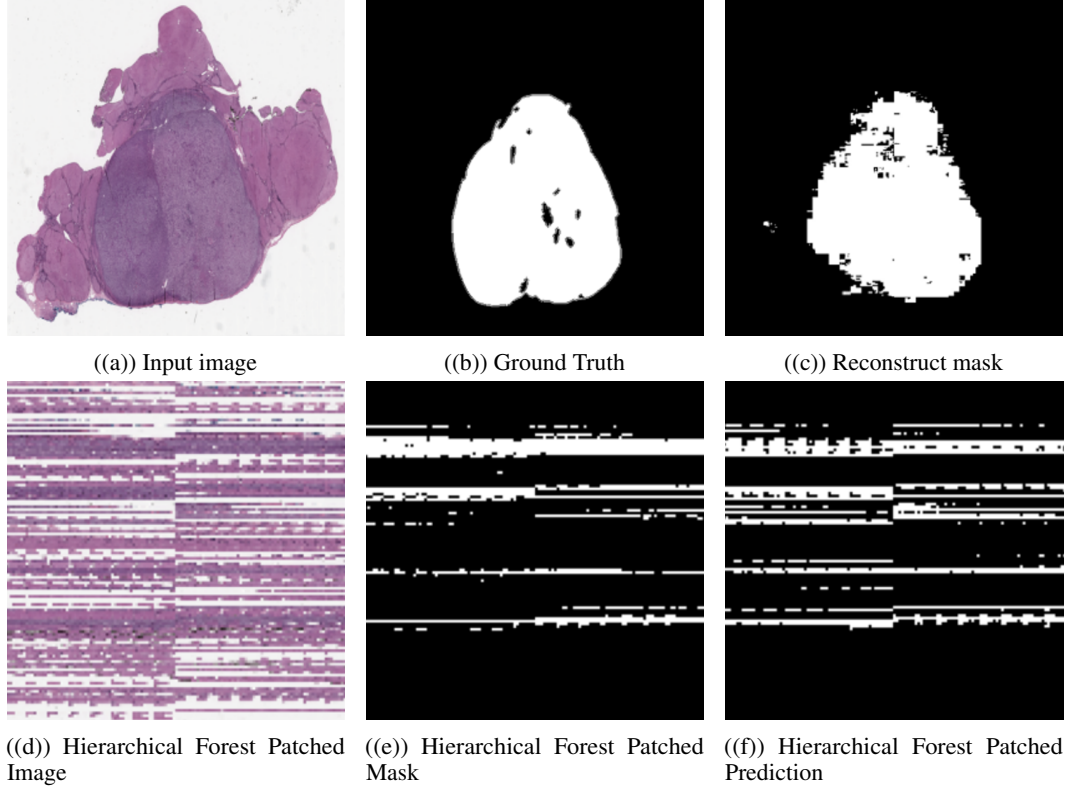 ((a)) Input image
((b)) Ground Truth
((c)) Reconstruct mask
((d)) Hierarchical Forest Patched
Image
((e)) Hierarchical Forest Patched
Mask
((f)) Hierarchical Forest Patched
Prediction